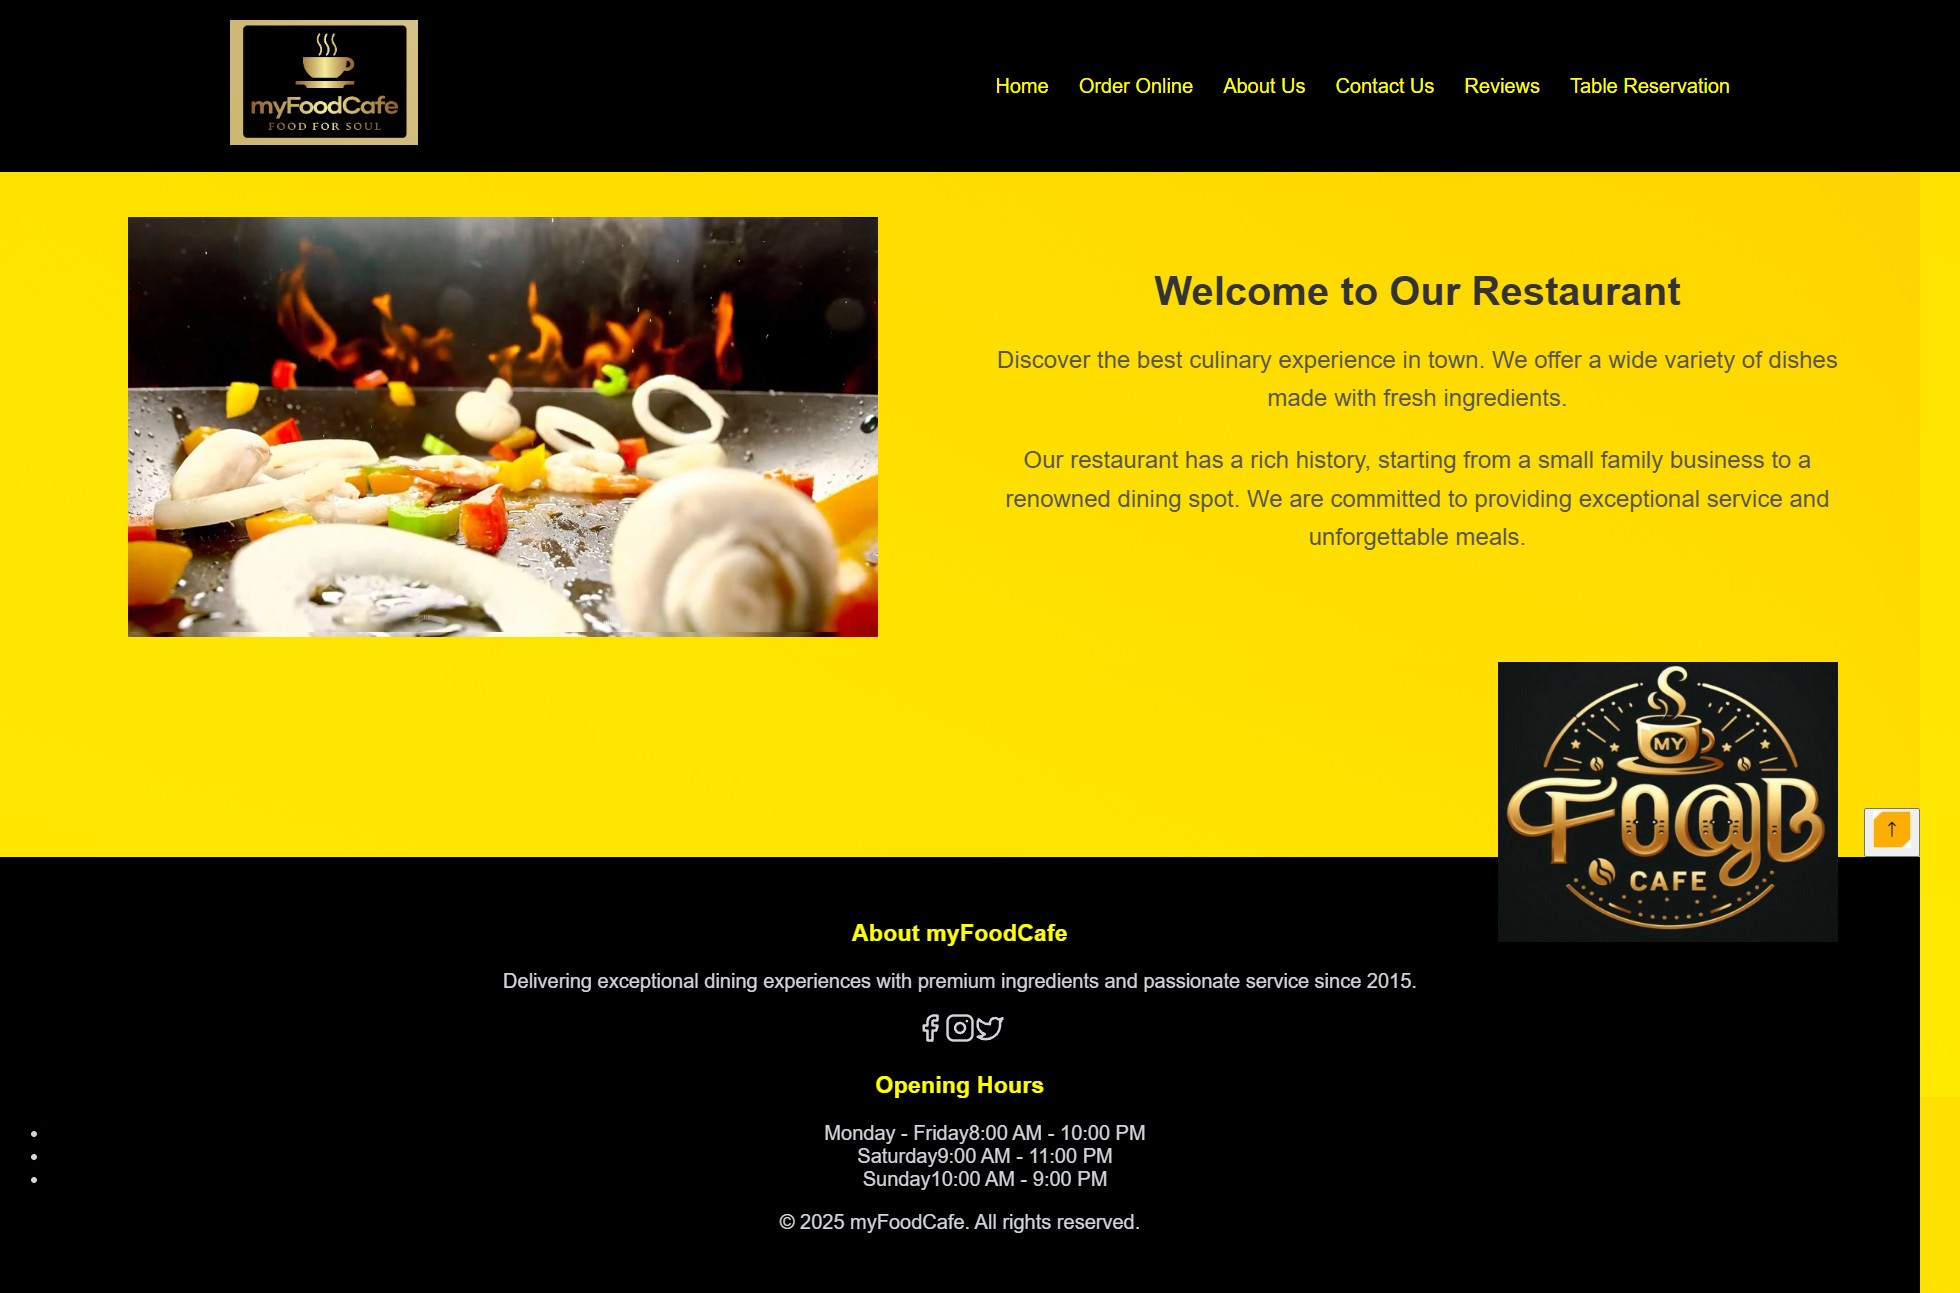 myFoodCafe
FOOD FOR SOUL
Home Order Online About Us Contact Us Reviews Table Reservation
Welcome to Our Restaurant
Discover the best culinary experience in town. We offer a wide variety of dishes
made with fresh ingredients.
Our restaurant has a rich history, starting from a small family business to a
renowned dining spot. We are committed to providing exceptional service and
unforgettable meals.
MY
CAFE
↑
About myFoodCafe
Delivering exceptional dining experiences with premium ingredients and passionate service since 2015.
Opening Hours
Monday - Friday8:00 AM - 10:00 PM
Saturday9:00 AM - 11:00 PM
Sunday10:00 AM - 9:00 PM
© 2025 myFoodCafe. All rights reserved.